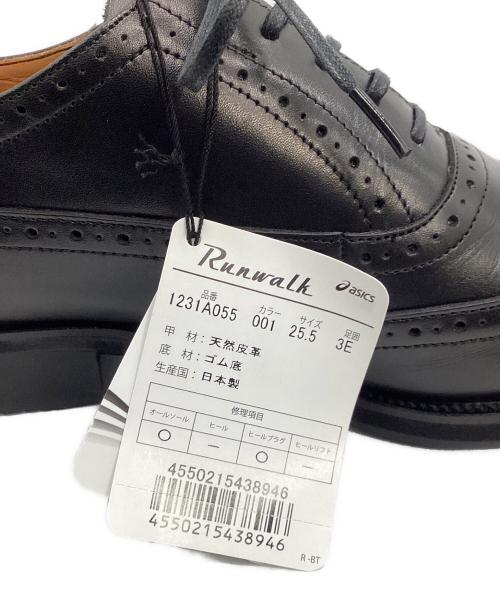 Runwalk asics
品番 カラー サイズ 足囲
1231A055 001 25.5 3E
甲 材：天然皮革
底 材：ゴム底
生産国：日本製
修理項目
オールソール ヒール ヒールプラグ ヒールリフト
○ － ○ －
4550215438946
4550215438946
R-BT